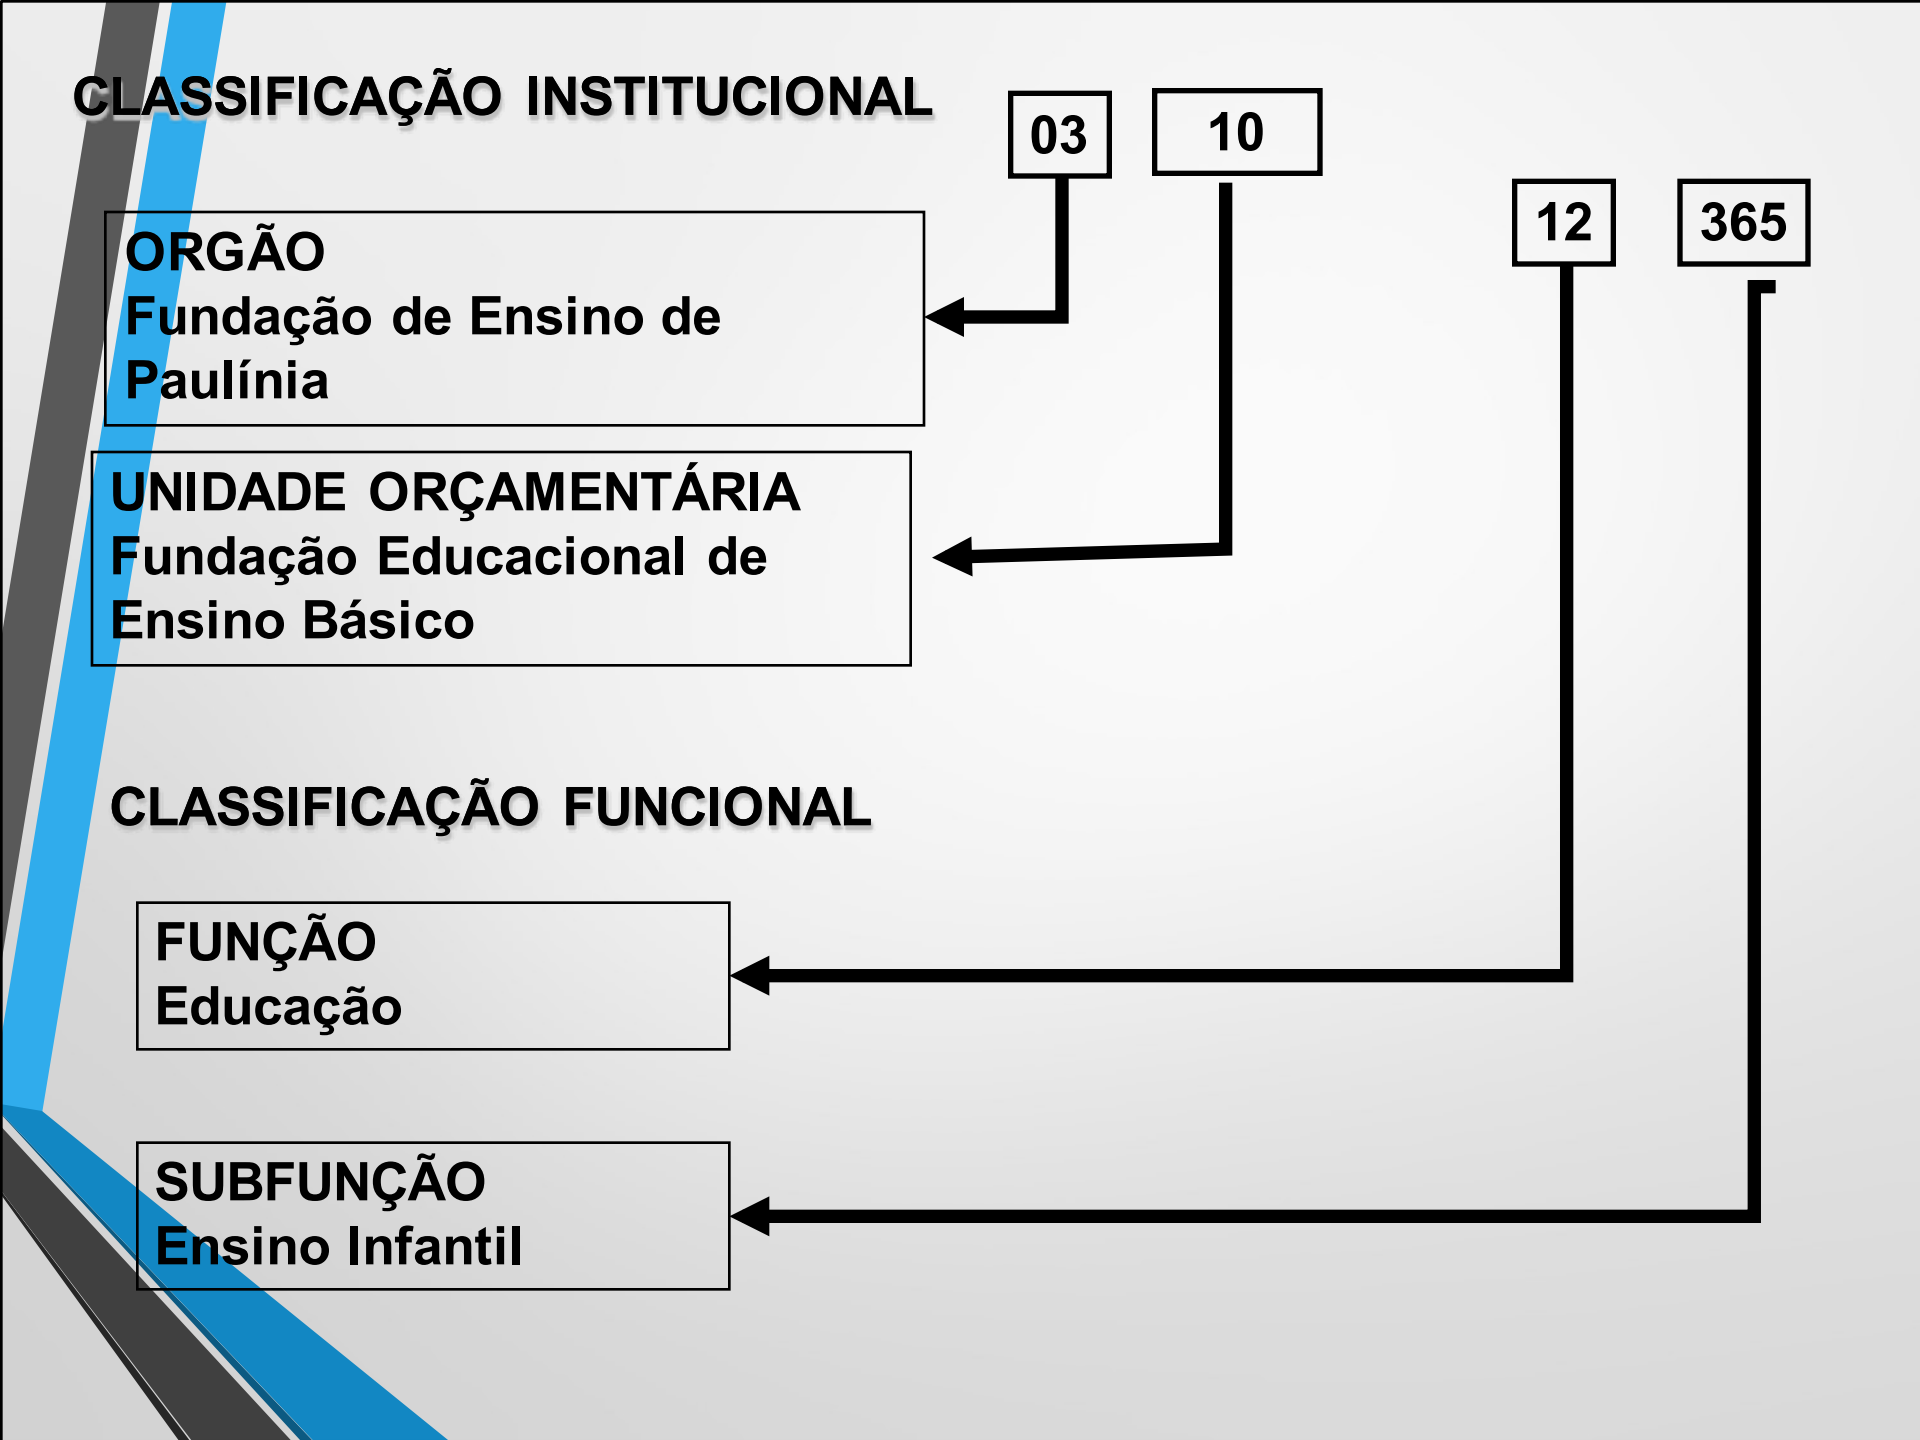 CLASSIFICAÇÃO INSTITUCIONAL
03
10
12
365
ORGÃO
Fundação de Ensino de
Paulínia
UNIDADE ORÇAMENTÁRIA
Fundação Educacional de
Ensino Básico
CLASSIFICAÇÃO FUNCIONAL
FUNÇÃO
Educação
SUBFUNÇÃO
Ensino Infantil